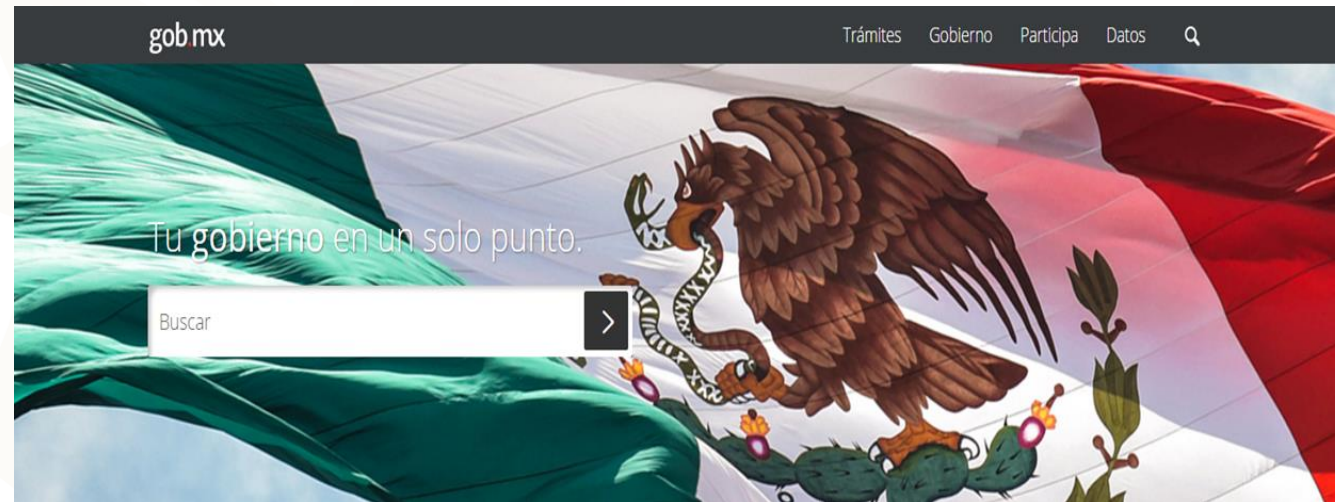 gob.mx
Trámites Gobierno Participa Datos
Tu gobierno en un solo punto.
Buscar